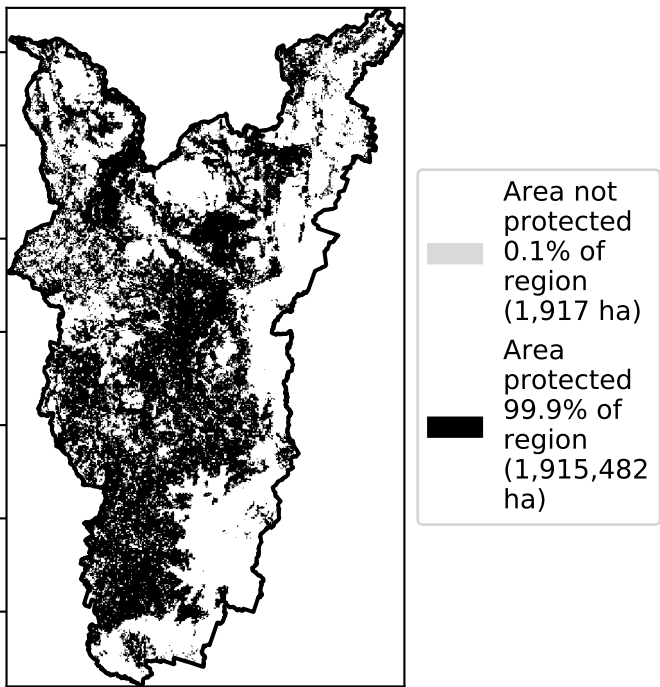 Area not
protected
0.1% of
region
(1,917 ha)
Area
protected
99.9% of
region
(1,915,482
ha)